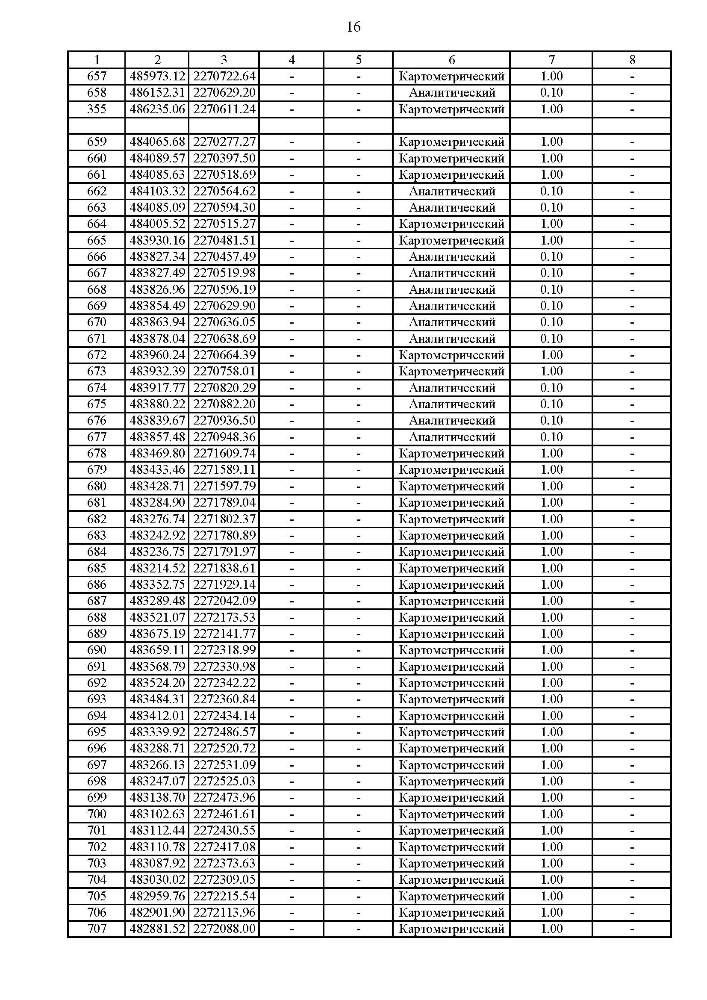 16
1 2 3 4 5 6 7 8
657 485973.12 2270722.64 - - Картометрический 1.00 -
658 486152.31 2270629.20 - - Аналитический 0.10 -
355 486235.06 2270611.24 - - Картометрический 1.00 -
659 484065.68 2270277.27 - - Картометрический 1.00 -
660 484089.57 2270397.50 - - Картометрический 1.00 -
661 484085.63 2270518.69 - - Картометрический 1.00 -
662 484103.32 2270564.62 - - Аналитический 0.10 -
663 484085.09 2270594.30 - - Аналитический 0.10 -
664 484005.52 2270515.27 - - Картометрический 1.00 -
665 483930.16 2270481.51 - - Картометрический 1.00 -
666 483827.34 2270457.49 - - Аналитический 0.10 -
667 483827.49 2270519.98 - - Аналитический 0.10 -
668 483826.96 2270596.19 - - Аналитический 0.10 -
669 483854.49 2270629.90 - - Аналитический 0.10 -
670 483863.94 2270636.05 - - Аналитический 0.10 -
671 483878.04 2270638.69 - - Аналитический 0.10 -
672 483960.24 2270664.39 - - Картометрический 1.00 -
673 483932.39 2270758.01 - - Картометрический 1.00 -
674 483917.77 2270820.29 - - Аналитический 0.10 -
675 483880.22 2270882.20 - - Аналитический 0.10 -
676 483839.67 2270936.50 - - Аналитический 0.10 -
677 483857.48 2270948.36 - - Аналитический 0.10 -
678 483469.80 2271609.74 - - Картометрический 1.00 -
679 483433.46 2271589.11 - - Картометрический 1.00 -
680 483428.71 2271597.79 - - Картометрический 1.00 -
681 483284.90 2271789.04 - - Картометрический 1.00 -
682 483276.74 2271802.37 - - Картометрический 1.00 -
683 483242.92 2271780.89 - - Картометрический 1.00 -
684 483236.75 2271791.97 - - Картометрический 1.00 -
685 483214.52 2271838.61 - - Картометрический 1.00 -
686 483352.75 2271929.14 - - Картометрический 1.00 -
687 483289.48 2272042.09 - - Картометрический 1.00 -
688 483521.07 2272173.53 - - Картометрический 1.00 -
689 483675.19 2272141.77 - - Картометрический 1.00 -
690 483659.11 2272318.99 - - Картометрический 1.00 -
691 483568.79 2272330.98 - - Картометрический 1.00 -
692 483524.20 2272342.22 - - Картометрический 1.00 -
693 483484.31 2272360.84 - - Картометрический 1.00 -
694 483412.01 2272434.14 - - Картометрический 1.00 -
695 483339.92 2272486.57 - - Картометрический 1.00 -
696 483288.71 2272520.72 - - Картометрический 1.00 -
697 483266.13 2272531.09 - - Картометрический 1.00 -
698 483247.07 2272525.03 - - Картометрический 1.00 -
699 483138.70 2272473.96 - - Картометрический 1.00 -
700 483102.63 2272461.61 - - Картометрический 1.00 -
701 483112.44 2272430.55 - - Картометрический 1.00 -
702 483110.78 2272417.08 - - Картометрический 1.00 -
703 483087.92 2272373.63 - - Картометрический 1.00 -
704 483030.02 2272309.05 - - Картометрический 1.00 -
705 482959.76 2272215.54 - - Картометрический 1.00 -
706 482901.90 2272113.96 - - Картометрический 1.00 -
707 482881.52 2272088.00 - - Картометрический 1.00 -